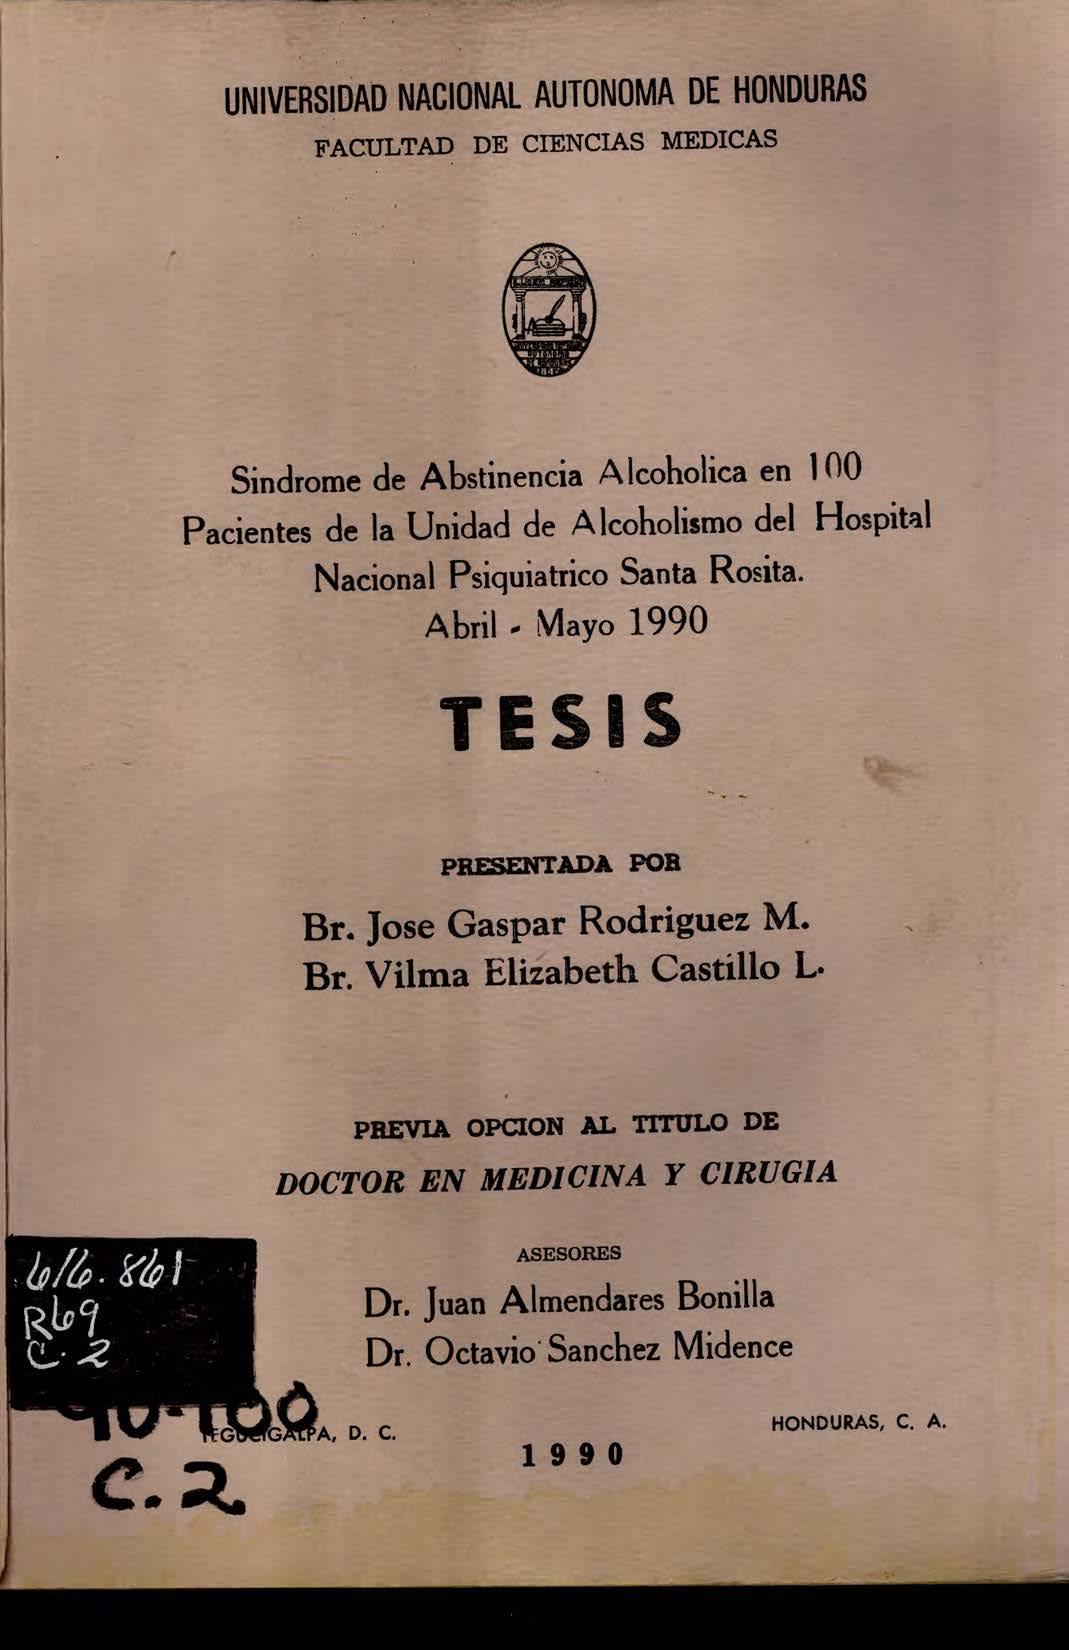 UNIVERSIDAD NACIONAL AUTONOMA DE HONDURAS
FACULTAD DE CIENCIAS MEDICAS
1847
Sindrome de Abstinencia Alcoholica en 100
Pacientes de la Unidad de Alcoholismo del Hospital
Nacional Psiquiatrico Santa Rosita.
Abril - Mayo 1990
TESIS
PRESENTADA POR
Br. Jose Gaspar Rodriguez M.
Br. Vilma Elizabeth Castillo L.
PREVIA OPCION AL TITULO DE
DOCTOR EN MEDICINA Y CIRUGIA
ASESORES
Dr. Juan Almendares Bonilla
Dr. Octavio Sanchez Midence
616.861
R69
C.2
90-100
C.2
TEGUCIGALPA, D. C.
HONDURAS, C. A.
1990